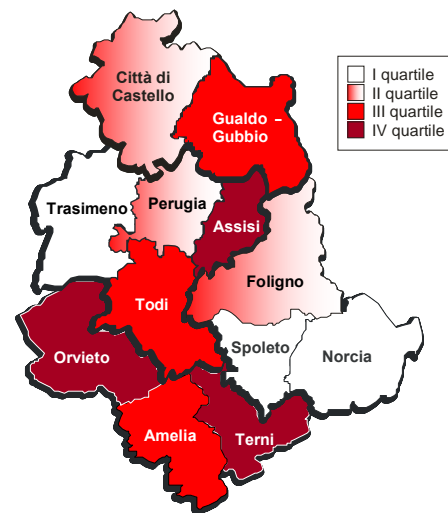 Città di
Castello
Gualdo –
Gubbio
I quartile
II quartile
III quartile
IV quartile
Trasimeno
Perugia
Assisi
Foligno
Todi
Orvieto
Spoleto
Norcia
Amelia
Terni